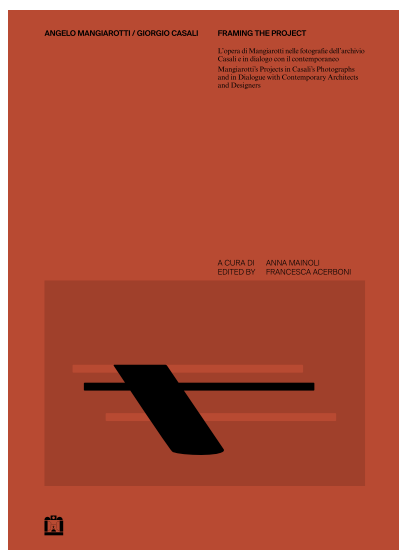 ANGELO MANGIAROTTI / GIORGIO CASALI
FRAMING THE PROJECT
L'opera di Mangiarotti nelle fotografie dell'archivio
Casali e in dialogo con il contemporaneo
Mangiarotti's Projects in Casali's Photographs
and in Dialogue with Contemporary Architects
and Designers
A CURA DI ANNA MAINOLI
EDITED BY FRANCESCA ACERBONI